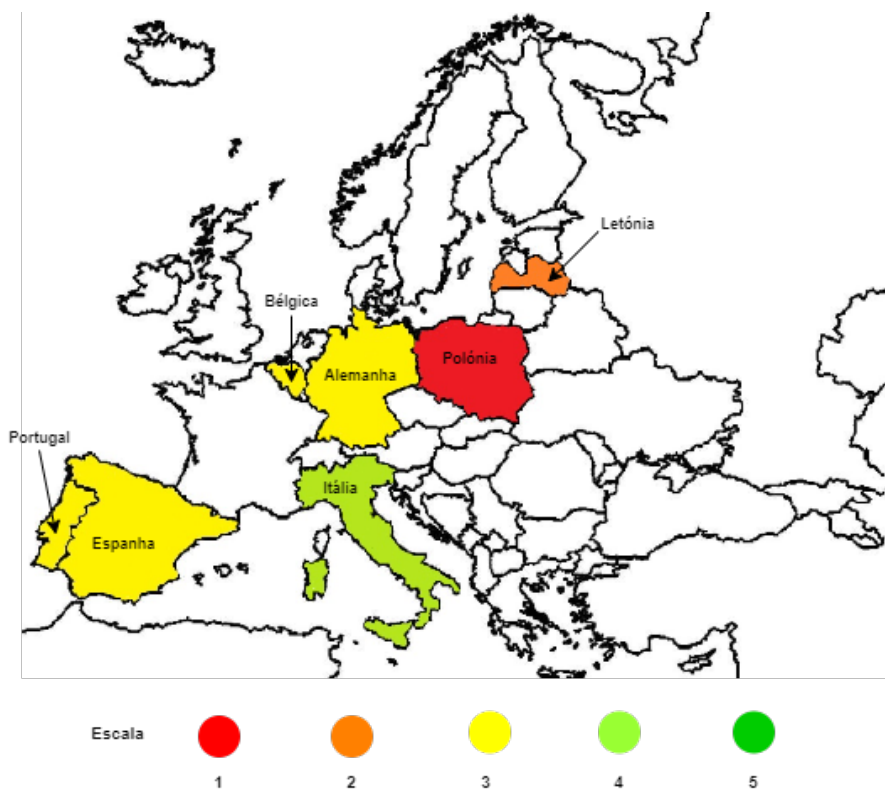 Letónia
Bélgica
Polónia
Alemanha
Portugal
Itália
Espanha
Escala
1 2 3 4 5